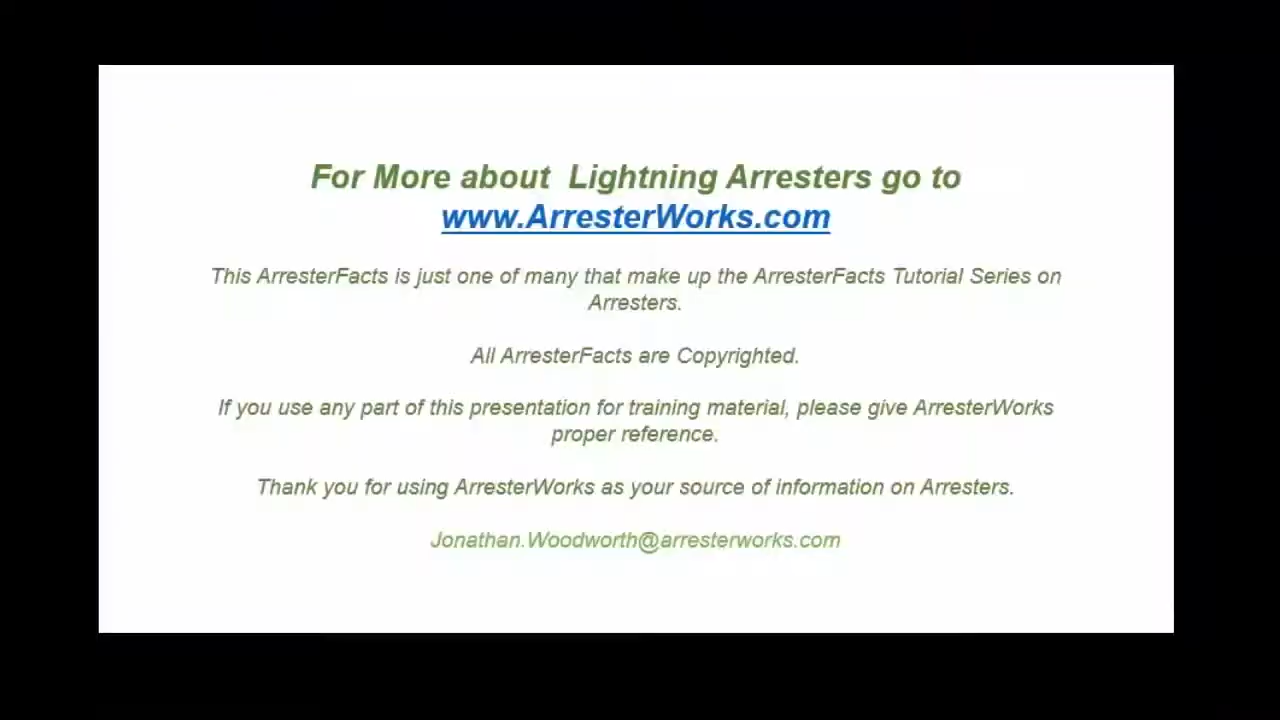 For More about Lightning Arresters go to
www.ArresterWorks.com
This ArresterFacts is just one of many that make up the ArresterFacts Tutorial Series on
Arresters.
All ArresterFacts are Copyrighted.
If you use any part of this presentation for training material, please give ArresterWorks
proper reference.
Thank you for using ArresterWorks as your source of information on Arresters.
Jonathan.Woodworth@arresterworks.com